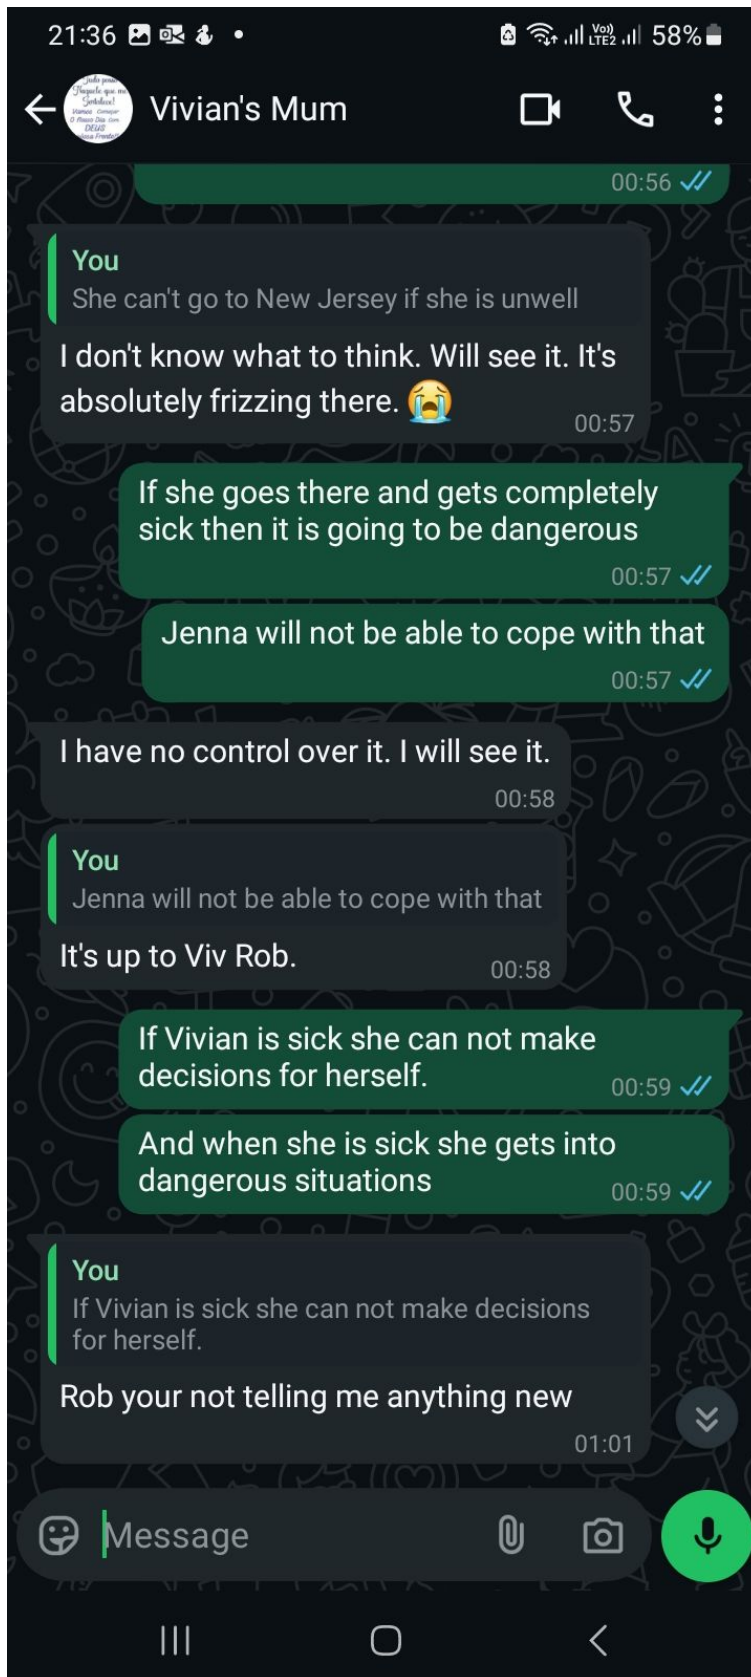 21:36
Vo))
LTE2
58%
Vivian's Mum
00:56
You
She can't go to New Jersey if she is unwell
I don't know what to think. Will see it. It's
absolutely frizzing there. 😭
00:57
If she goes there and gets completely
sick then it is going to be dangerous
00:57
Jenna will not be able to cope with that
00:57
I have no control over it. I will see it.
00:58
You
Jenna will not be able to cope with that
It's up to Viv Rob.
00:58
If Vivian is sick she can not make
decisions for herself.
00:59
And when she is sick she gets into
dangerous situations
00:59
You
If Vivian is sick she can not make decisions
for herself.
Rob your not telling me anything new
01:01
Message